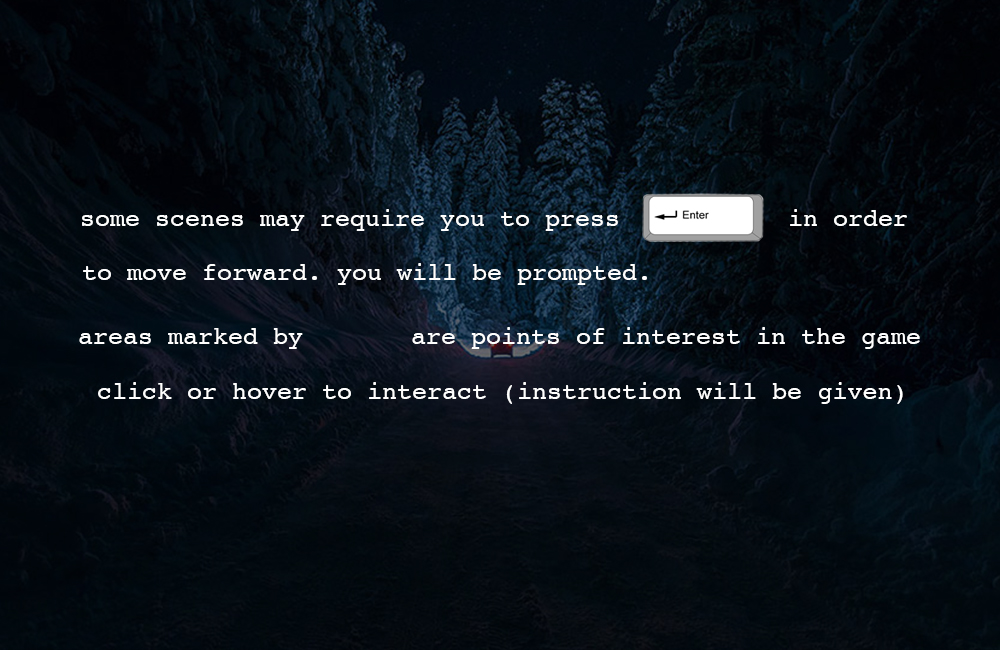 some scenes may require you to press Enter in order
to move forward. you will be prompted.
areas marked by are points of interest in the game
click or hover to interact (instruction will be given)